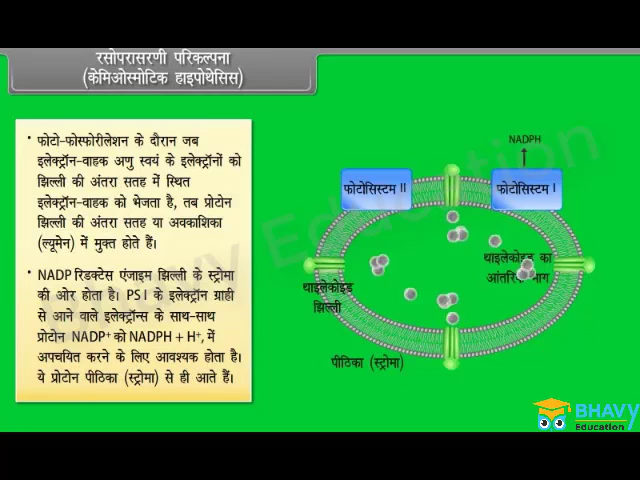 रसोपरासरणी परिकल्पना
(केमिओस्मोटिक हाइपोथेसिस)
• फोटो-फोस्फोरीलेशन के दौरान जब
इलेक्ट्रॉन-वाहक अणु स्वयं के इलेक्ट्रॉनों को
झिल्ली की अंतरा सतह में स्थित
इलेक्ट्रॉन-वाहक को भेजता है, तब प्रोटोन
झिल्ली की अंतरा सतह या अवकाशिका
(ल्यूमेन) में मुक्त होते हैं।
• NADP रिडक्टेस एंजाइम झिल्ली के स्ट्रोमा
की ओर होता है। PS I के इलेक्ट्रॉन ग्राही
से आने वाले इलेक्ट्रॉन्स के साथ-साथ
प्रोटोन NADP⁺ को NADPH + H⁺, में
अपचयित करने के लिए आवश्यक होता है।
ये प्रोटोन पीठिका (स्ट्रोमा) से ही आते हैं।
NADPH
फोटोसिस्टम II
फोटोसिस्टम I
थाइलेकोइड का
आंतरिक भाग
थाइलेकोइड
झिल्ली
पीठिका (स्ट्रोमा)
Bhavy Education
BHAVY
Education